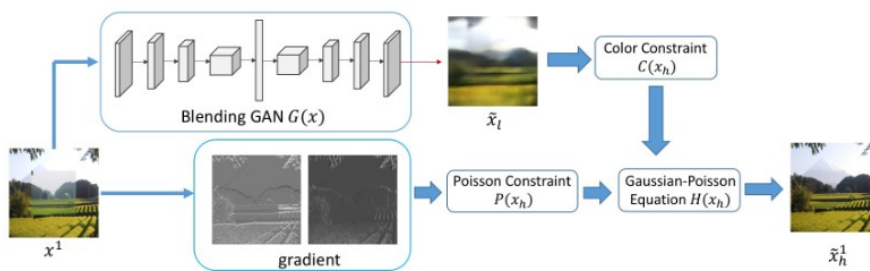 Blending GAN G(x)
x̃_l
Color Constraint
C(x_h)
x^1
gradient
Poisson Constraint
P(x_h)
Gaussian-Poisson
Equation H(x_h)
x̃_h^1